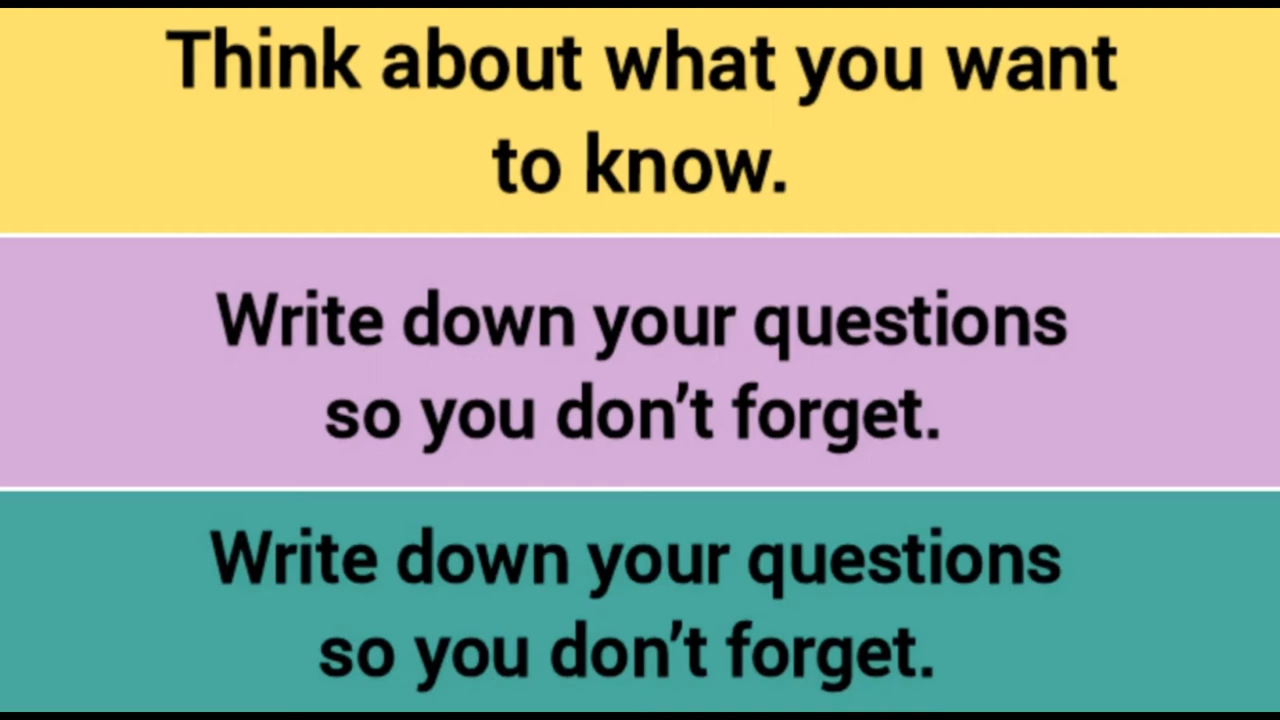 Think about what you want
to know.
Write down your questions
so you don’t forget.
Write down your questions
so you don’t forget.